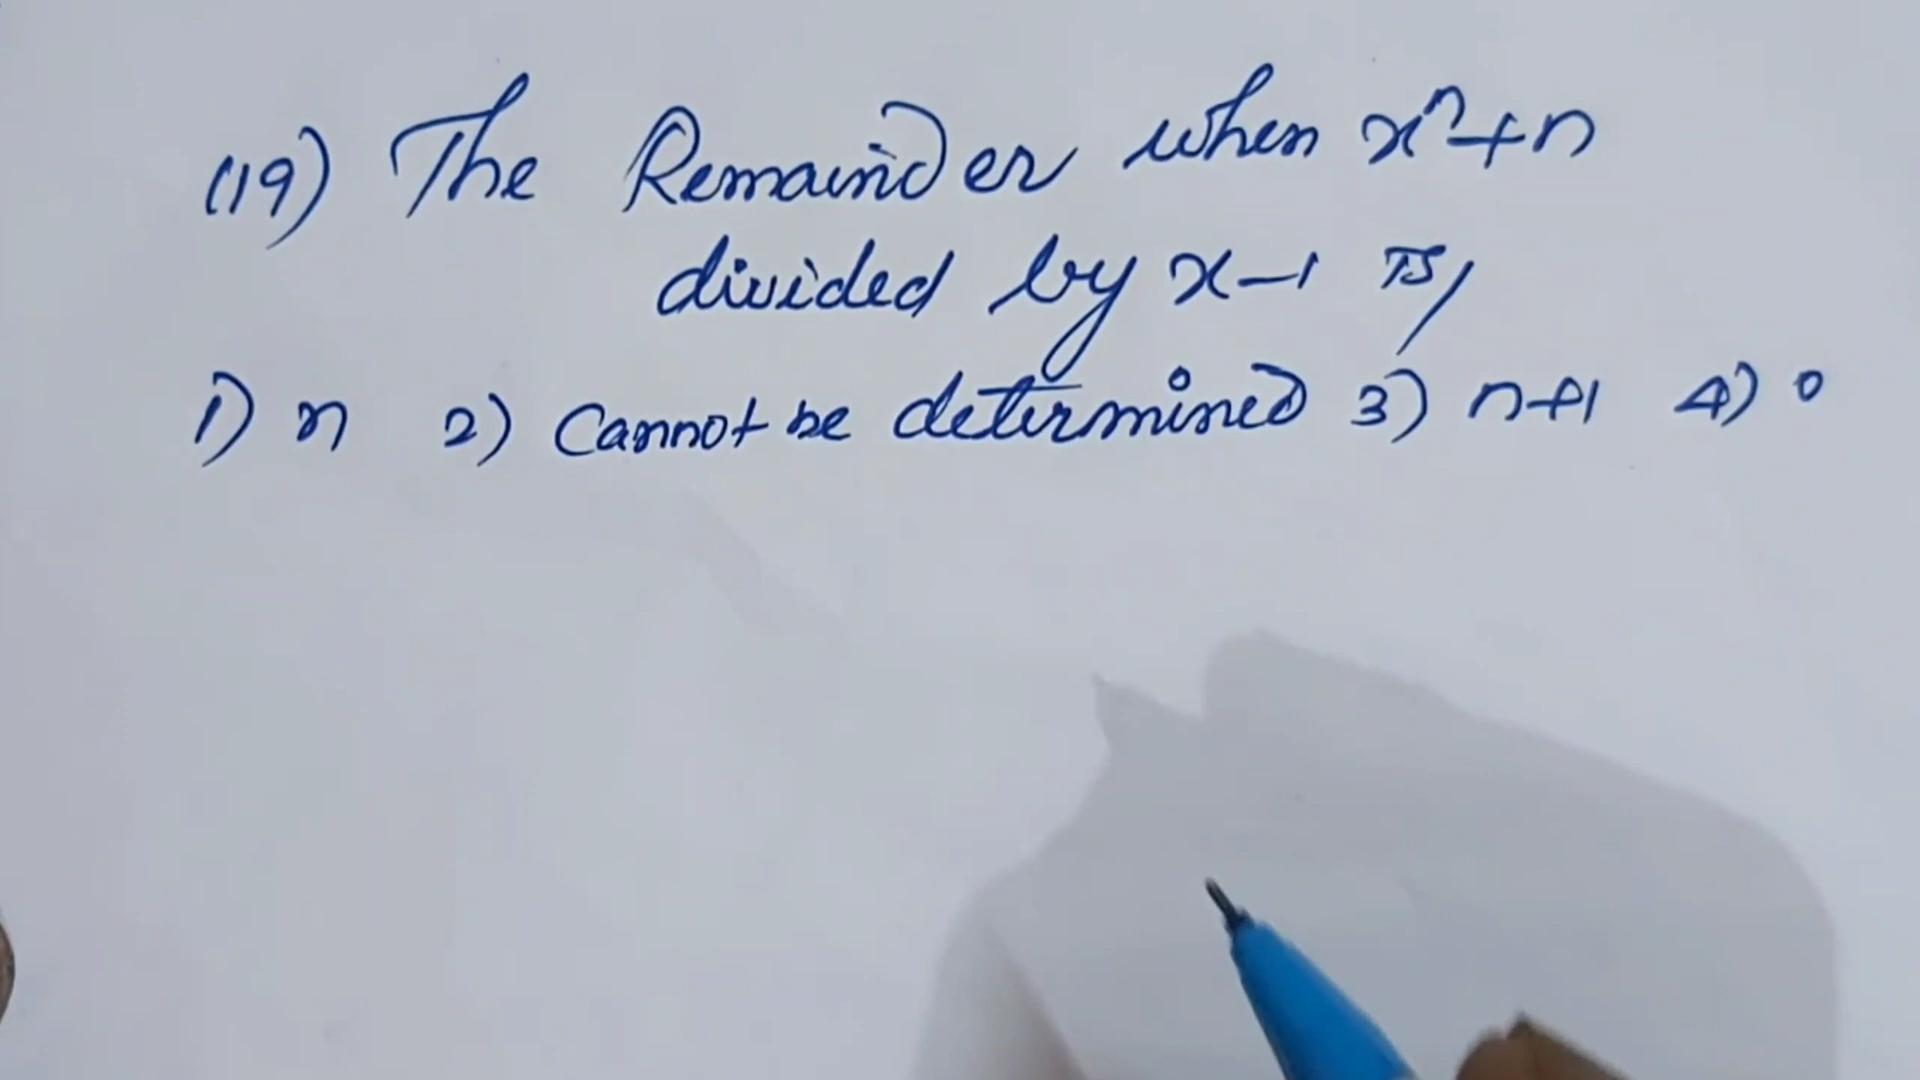 (19) The Remainder when xⁿ+n
divided by x-1 is,
1) n 2) Cannot be determined 3) n+1 4) 0